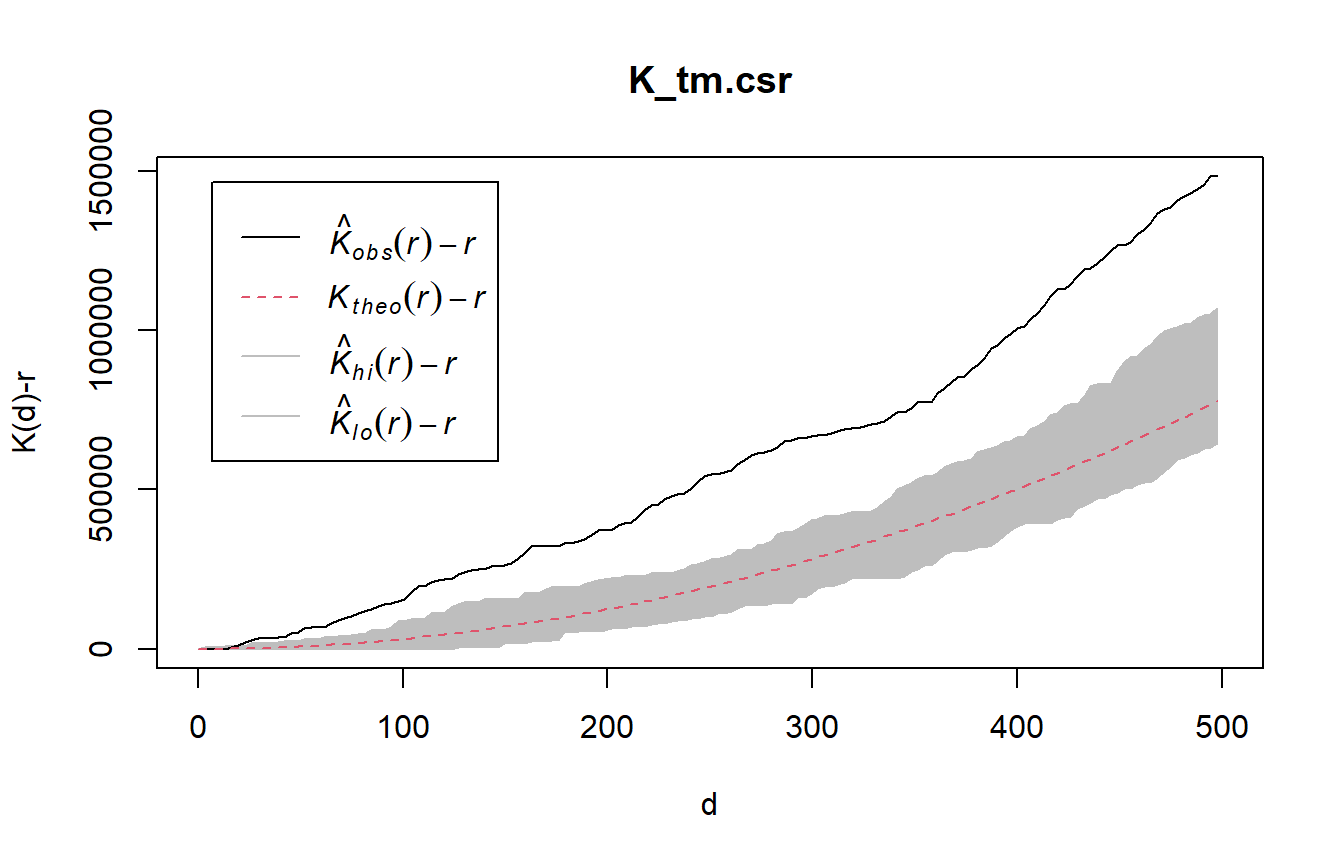 K_tm.csr
K(d)-r
1500000
1000000
500000
0
K̂obs(r) – r
Ktheo(r) – r
K̂hi(r) – r
K̂lo(r) – r
0 100 200 300 400 500
d